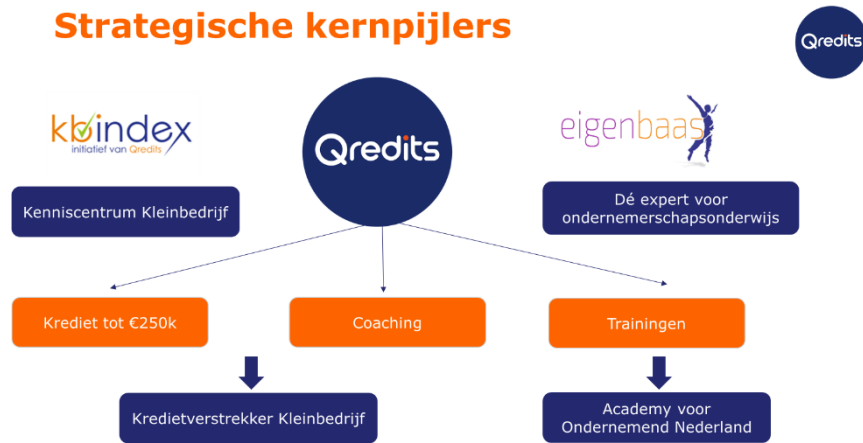 Strategische kernpijlers
Qredits
kbindex
initiatief van Qredits
Qredits
eigenbaas
Kenniscentrum Kleinbedrijf
Dé expert voor
ondernemerschapsonderwijs
Krediet tot €250k
Coaching
Trainingen
Kredietverstrekker Kleinbedrijf
Academy voor
Ondernemend Nederland